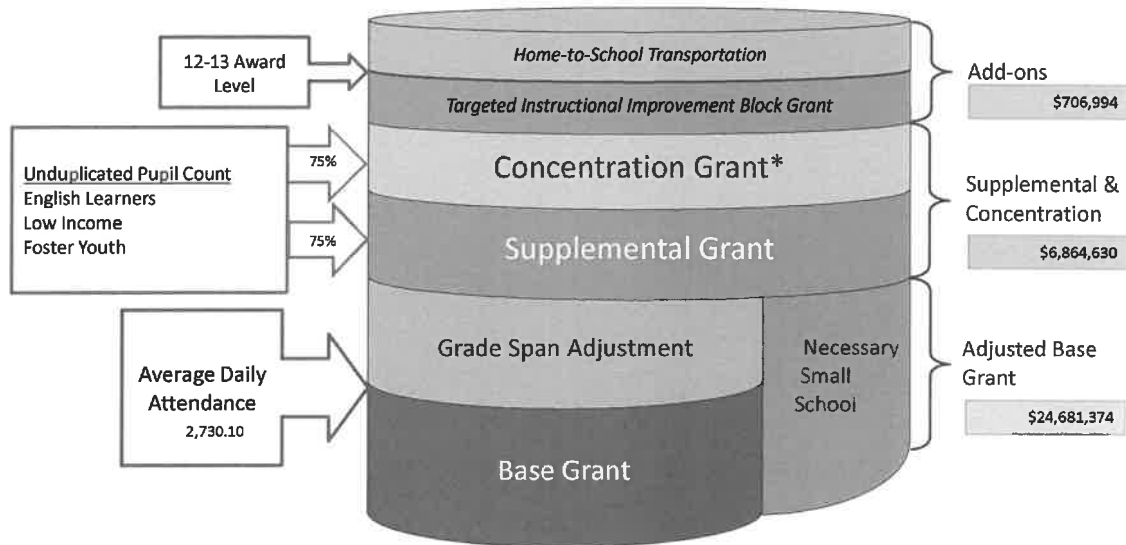 12-13 Award
Level
Home-to-School Transportation
Targeted Instructional Improvement Block Grant
Add-ons
$706,994
Unduplicated Pupil Count
English Learners
Low Income
Foster Youth
75%
75%
Concentration Grant*
Supplemental Grant
Supplemental &
Concentration
$6,864,630
Average Daily
Attendance
2,730.10
Grade Span Adjustment
Base Grant
Necessary
Small
School
Adjusted Base
Grant
$24,681,374